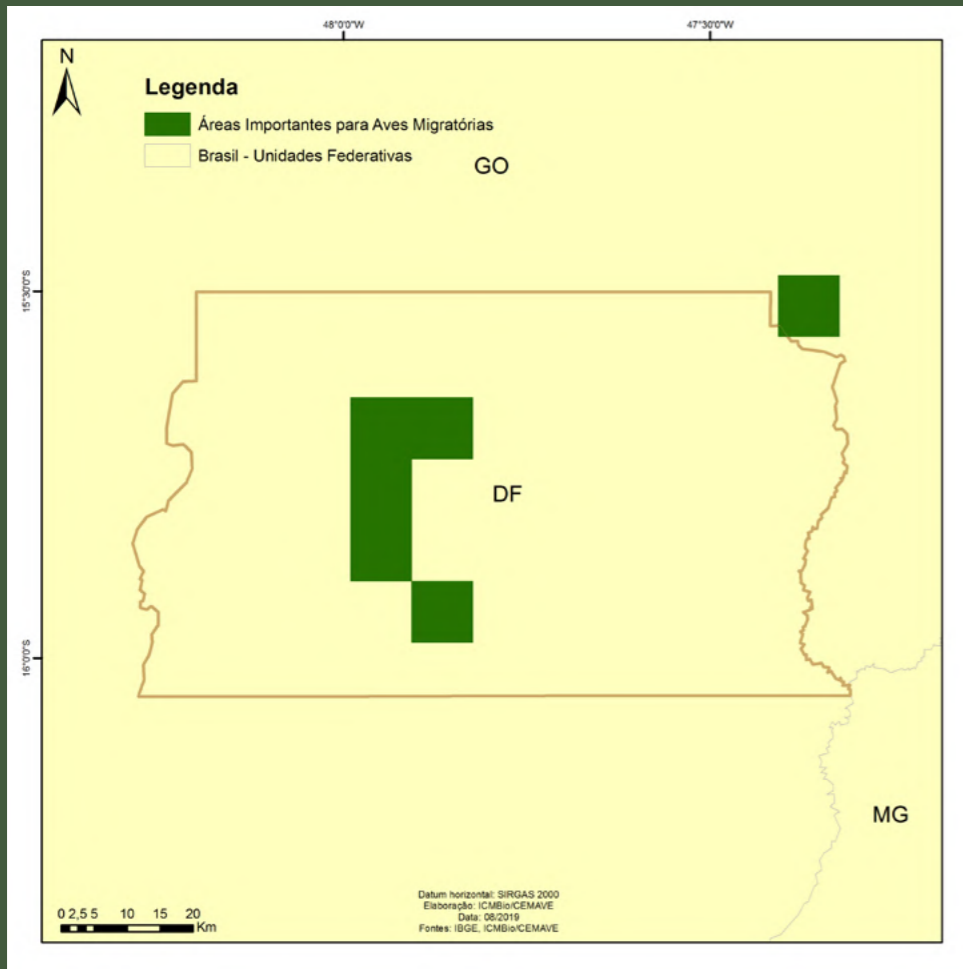 48°0'0"W
47°30'0"W
N
Legenda
Áreas Importantes para Aves Migratórias
Brasil - Unidades Federativas
GO
15°30'0"S
DF
16°0'0"S
MG
0 2,5 5 10 15 20
Km
Datum horizontal: SIRGAS 2000
Elaboração: ICMBio/CEMAVE
Data: 08/2019
Fontes: IBGE, ICMBio/CEMAVE